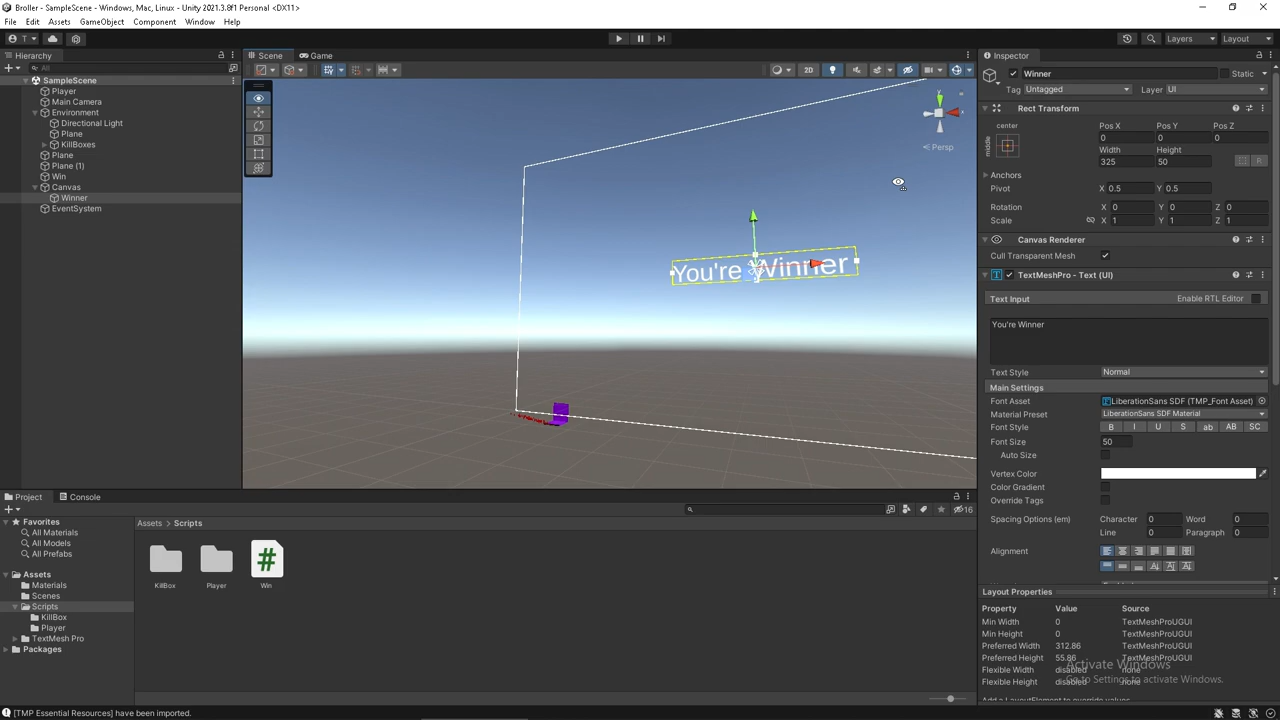 Broller - SampleScene - Windows, Mac, Linux - Unity 2021.3.8f1 Personal <DX11>
File Edit Assets GameObject Component Window Help
T Layers Layout
Hierarchy
All
SampleScene
Player
Main Camera
Environment
Directional Light
Plane
KillBoxes
Plane
Plane (1)
Win
Canvas
Winner
EventSystem
Scene Game
2D
Persp
You're Winner
Inspector
Winner Static
Tag Untagged Layer UI
Rect Transform
center Pos X Pos Y Pos Z
middle 0 0 0
Width Height
325 50 R
Anchors
Pivot X 0.5 Y 0.5
Rotation X 0 Y 0 Z 0
Scale X 1 Y 1 Z 1
Canvas Renderer
Cull Transparent Mesh
TextMeshPro - Text (UI)
Text Input Enable RTL Editor
You're Winner
Text Style Normal
Main Settings
Font Asset LiberationSans SDF (TMP_Font Asset)
Material Preset LiberationSans SDF Material
Font Style B I U S ab AB SC
Font Size 50
Auto Size
Vertex Color
Color Gradient
Override Tags
Spacing Options (em) Character 0 Word 0
Line 0 Paragraph 0
Alignment
Layout Properties
Property Value Source
Min Width 0 TextMeshProUGUI
Min Height 0 TextMeshProUGUI
Preferred Width 312.86 TextMeshProUGUI
Preferred Height 55.86 TextMeshProUGUI
Flexible Width disabled none
Flexible Height disabled none
Add a LayoutElement to override values
Activate Windows
Go to Settings to activate Windows.
Project Console
16
Favorites
All Materials
All Models
All Prefabs
Assets
Materials
Scenes
Scripts
KillBox
Player
TextMesh Pro
Packages
Assets > Scripts
KillBox Player Win
[TMP Essential Resources] have been imported.